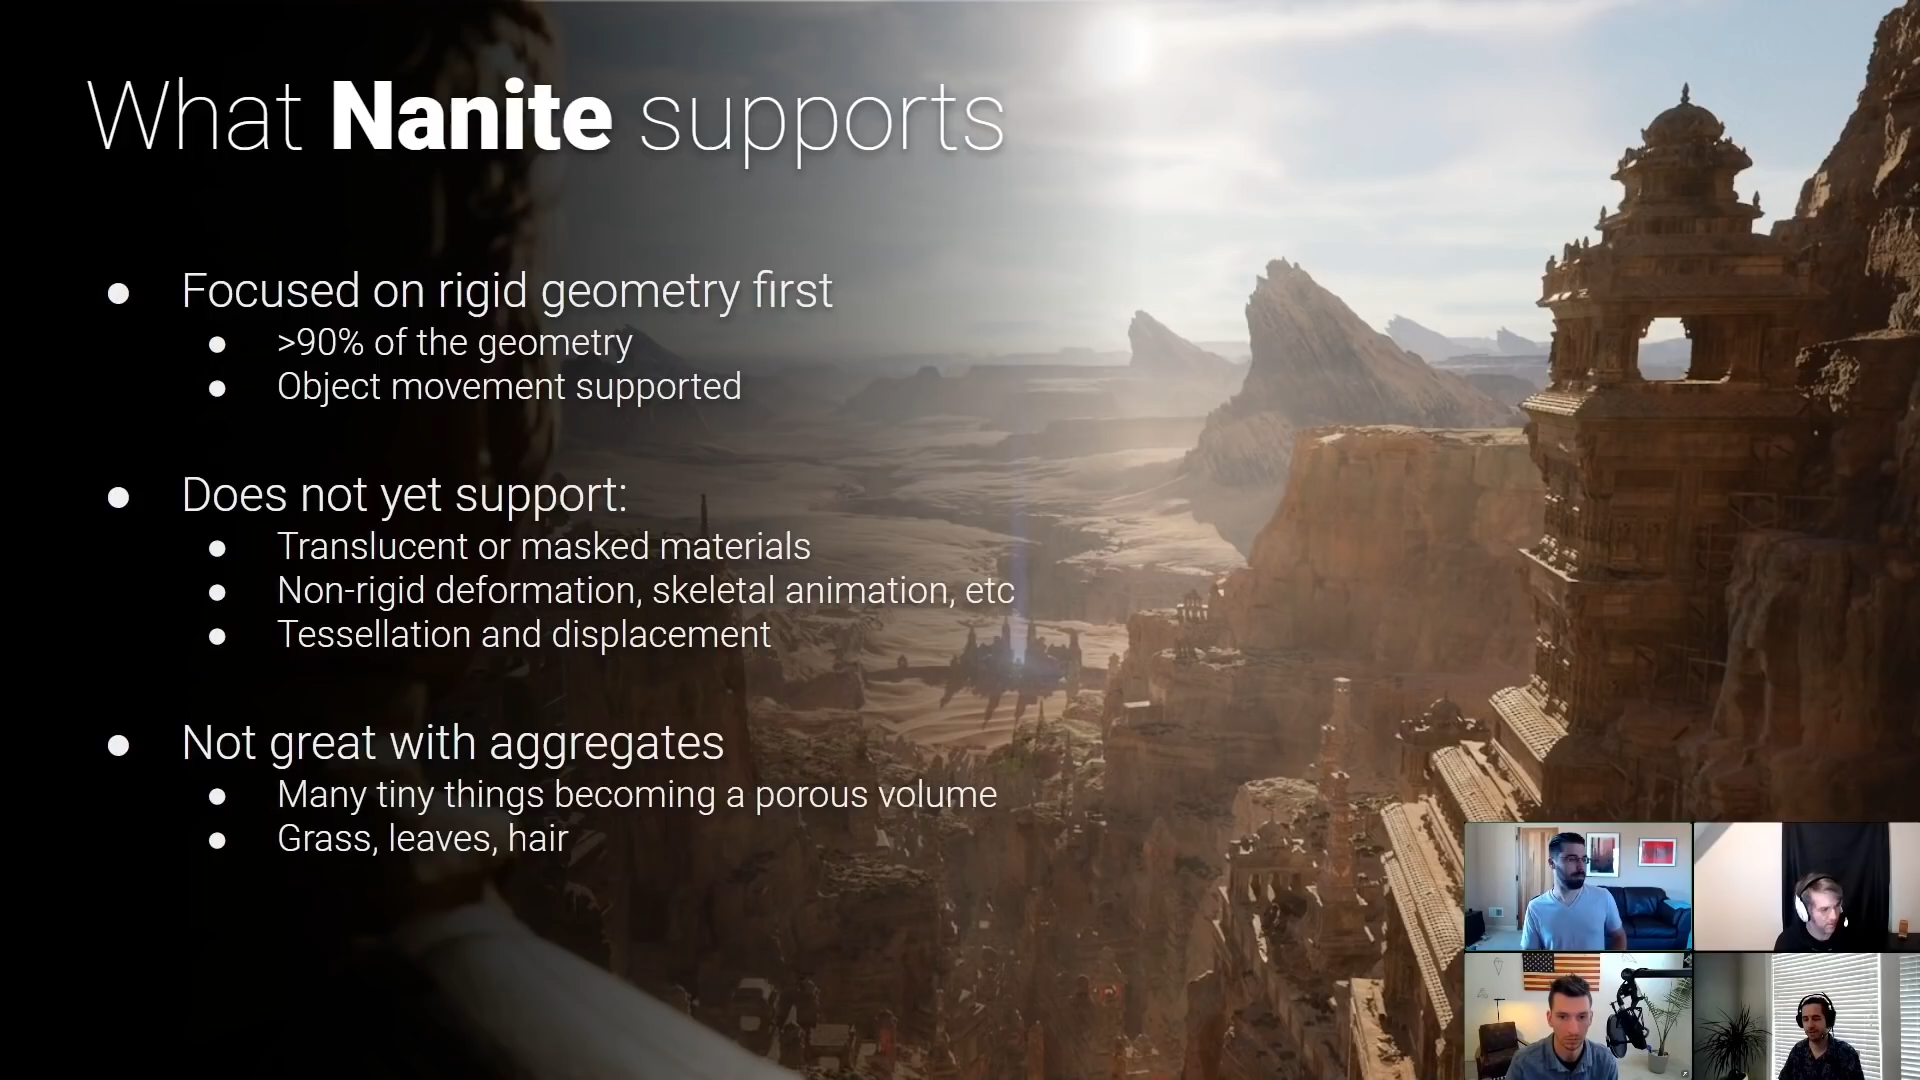 What Nanite supports
● Focused on rigid geometry first
● >90% of the geometry
● Object movement supported
● Does not yet support:
● Translucent or masked materials
● Non-rigid deformation, skeletal animation, etc
● Tessellation and displacement
● Not great with aggregates
● Many tiny things becoming a porous volume
● Grass, leaves, hair